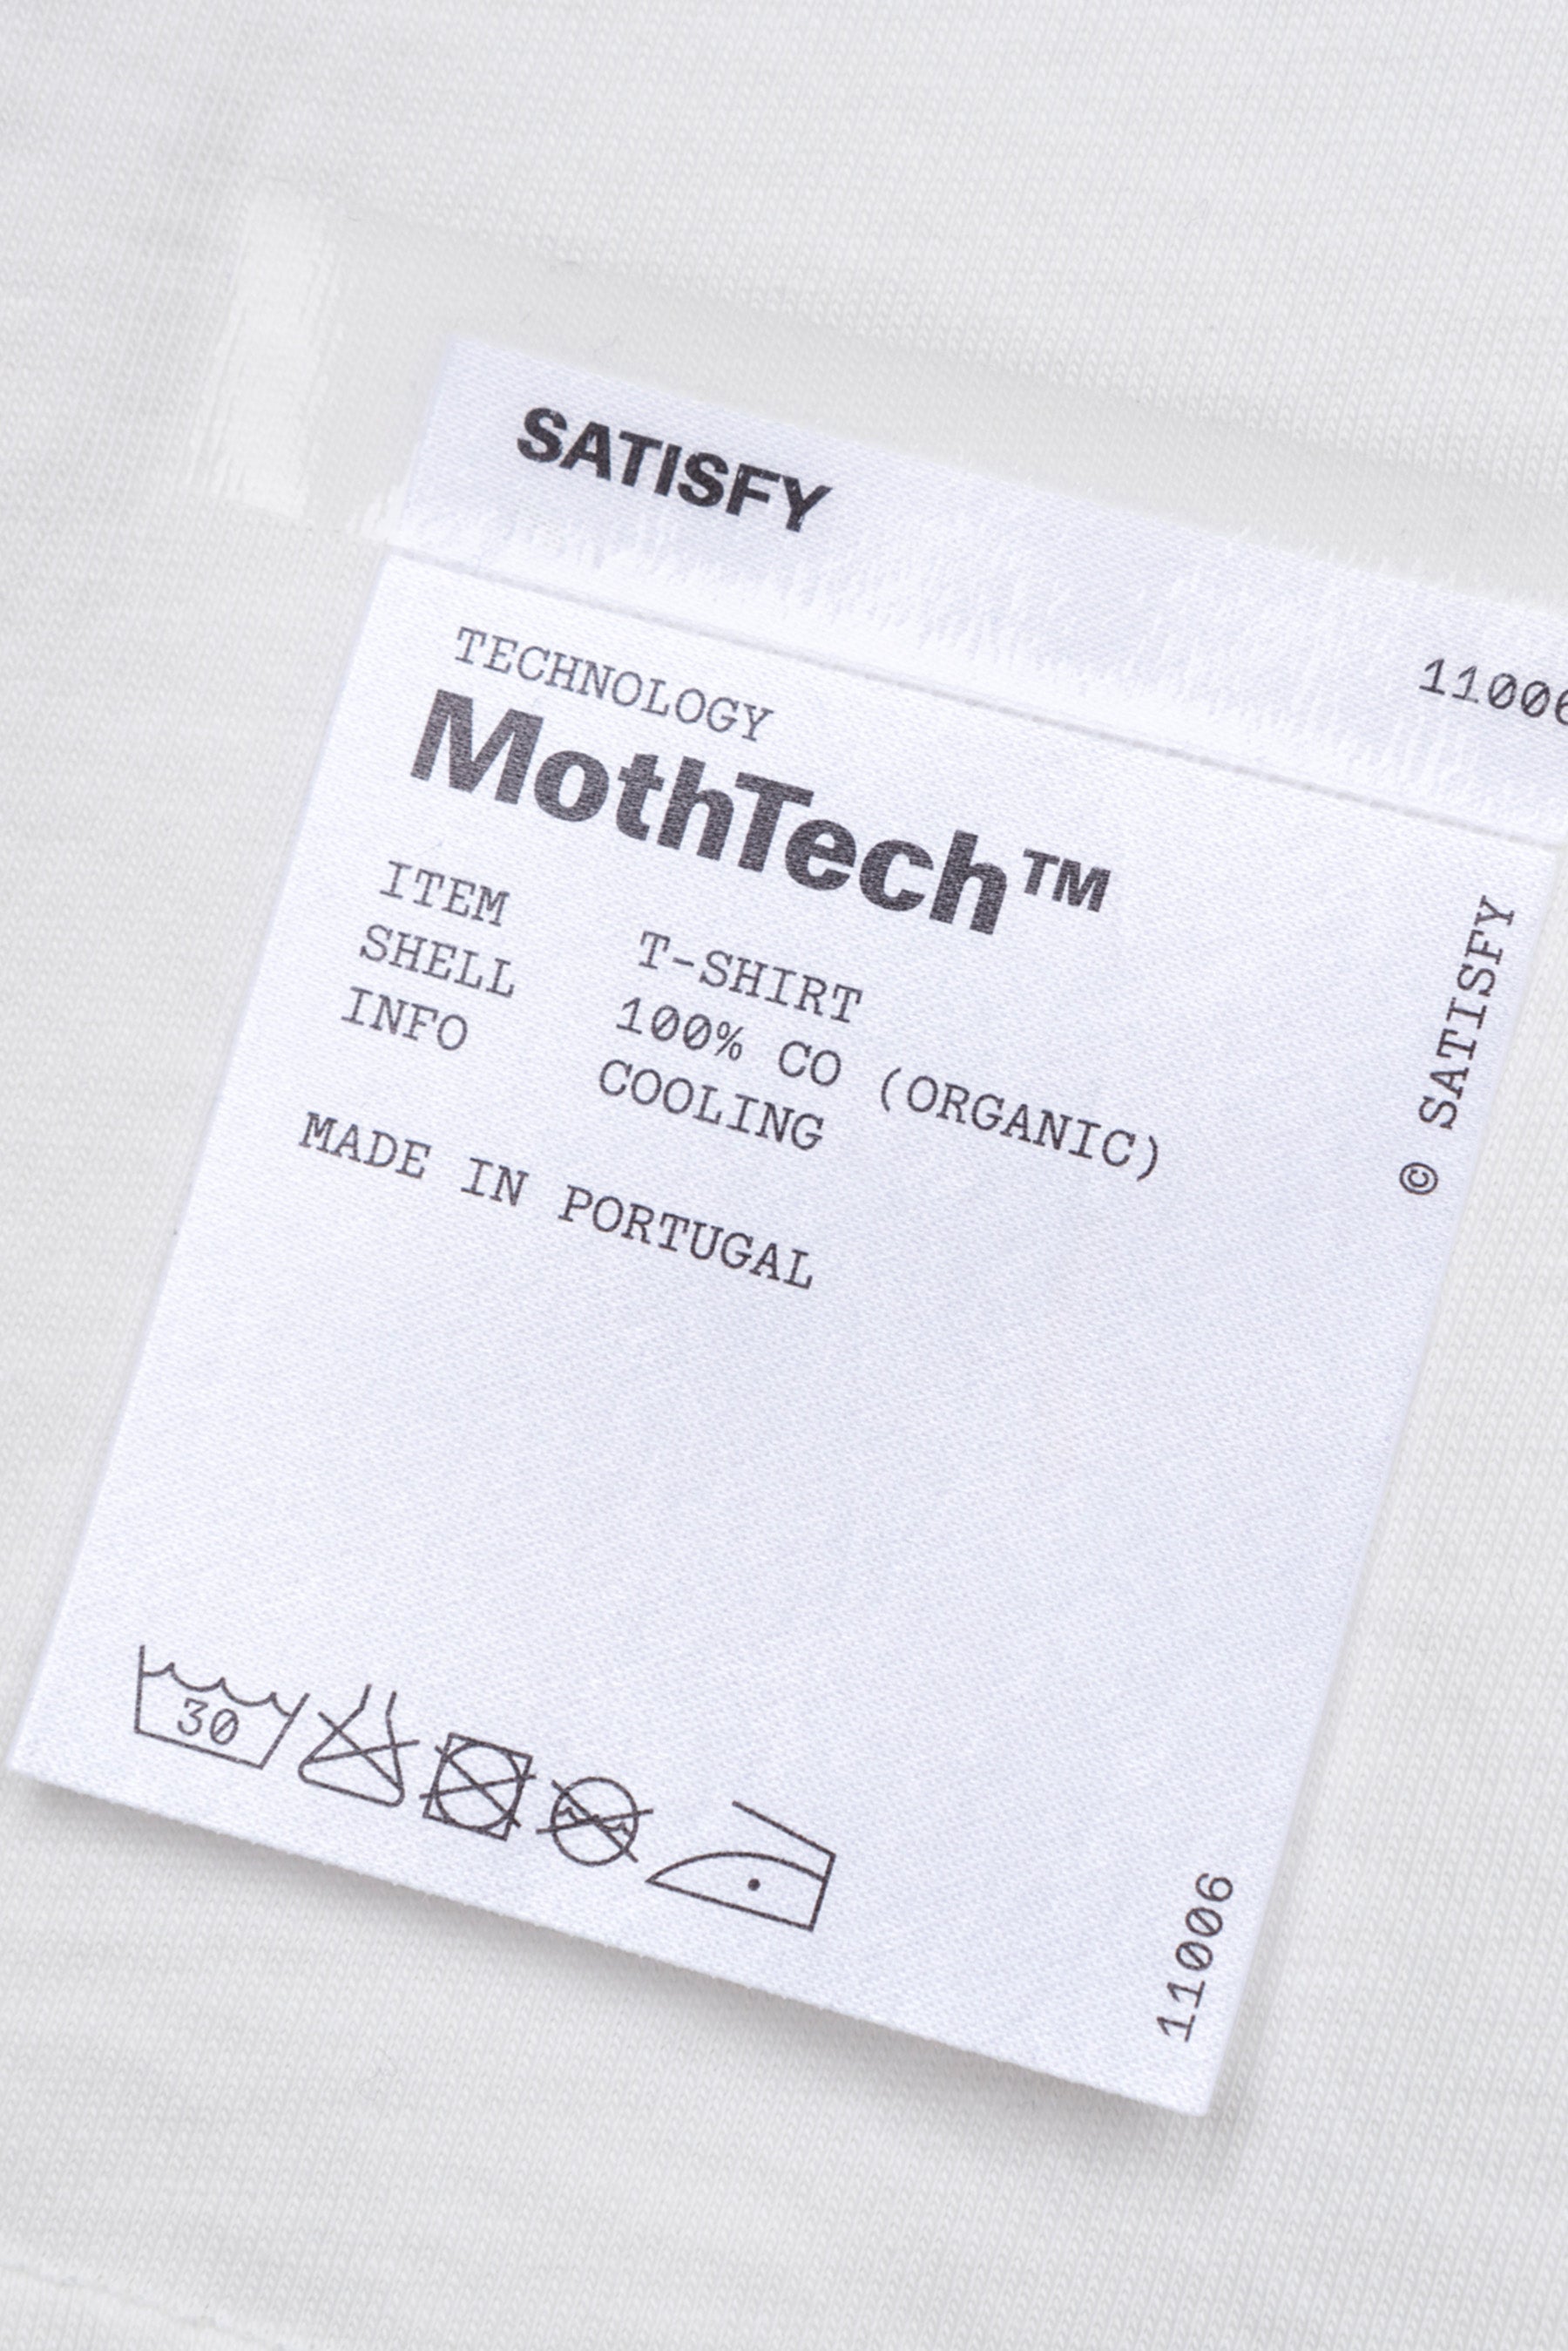 SATISFY
11006
TECHNOLOGY
MothTech™
ITEM T-SHIRT
SHELL 100% CO (ORGANIC)
INFO COOLING
MADE IN PORTUGAL
© SATISFY
30
11006